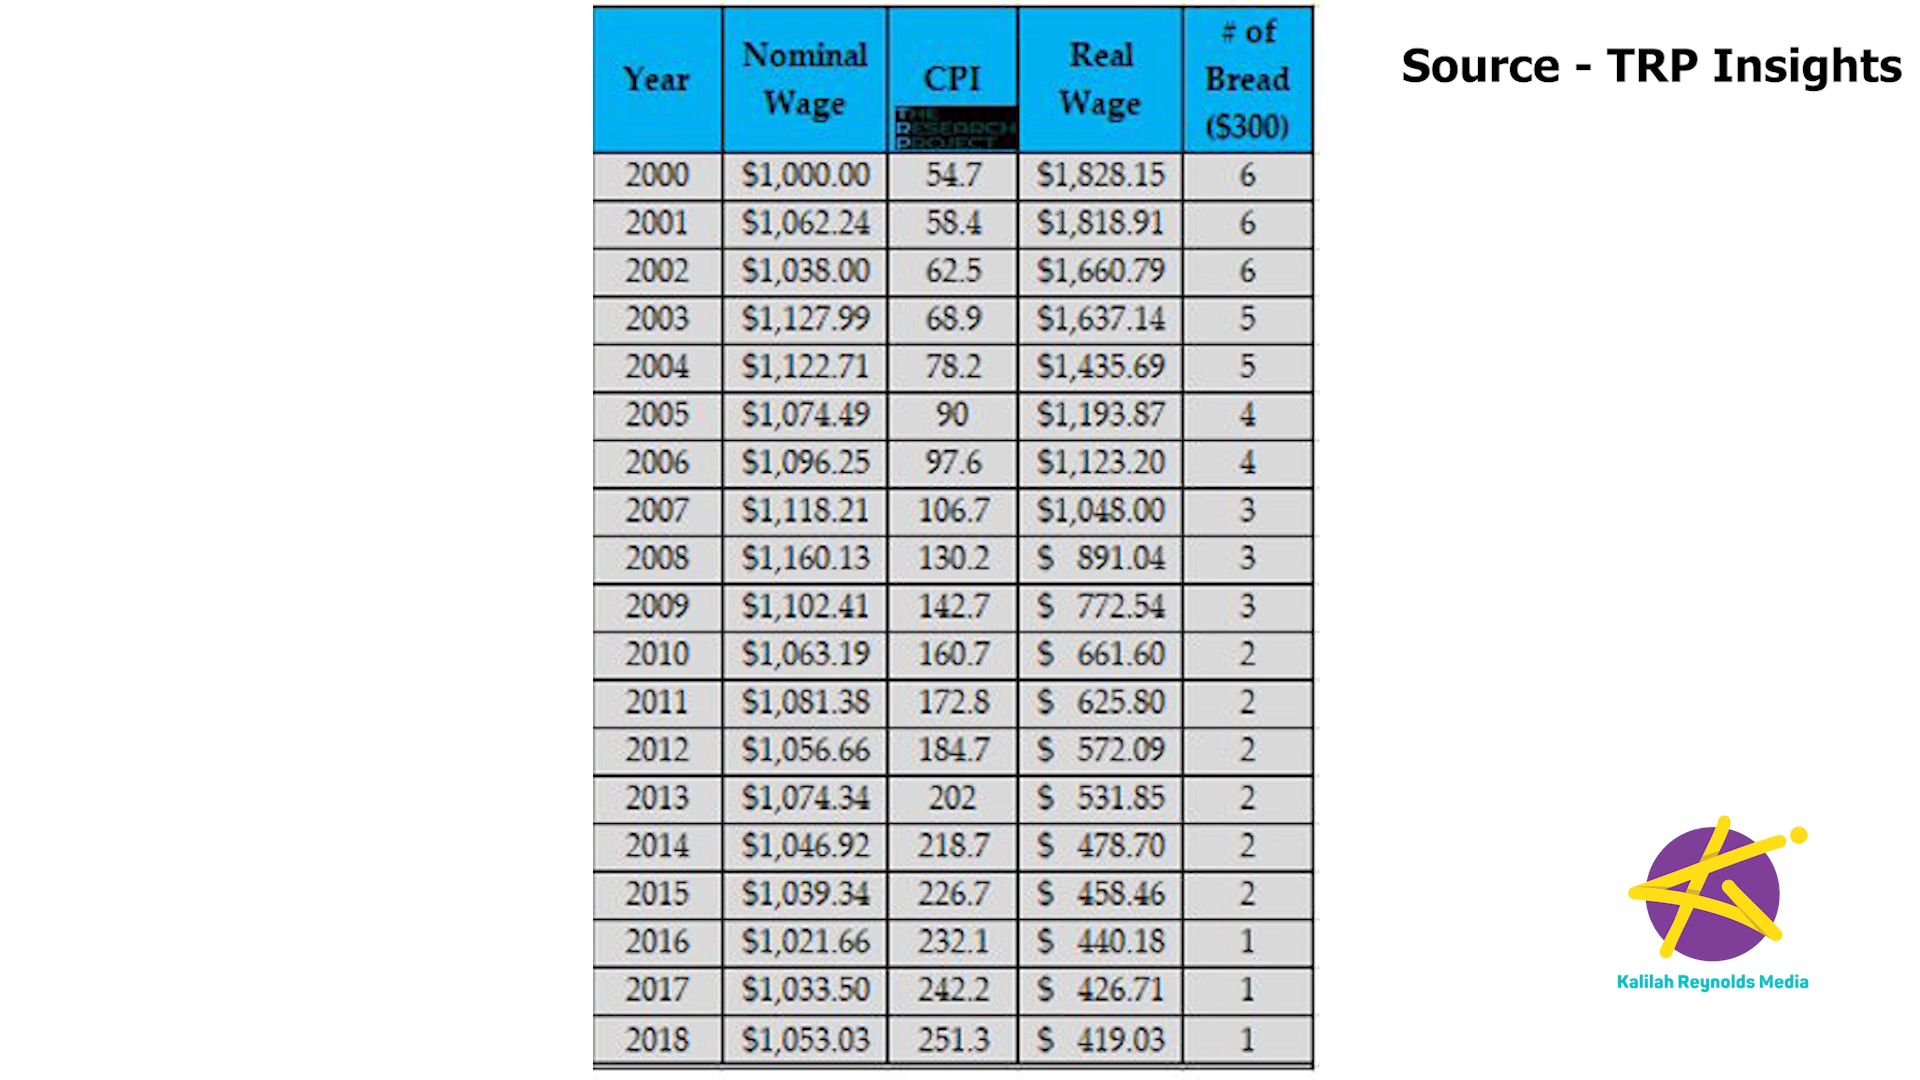 Source - TRP Insights
Year Nominal Wage CPI Real Wage # of Bread ($300)
THE
RESEARCH
PROJECT
2000 $1,000.00 54.7 $1,828.15 6
2001 $1,062.24 58.4 $1,818.91 6
2002 $1,038.00 62.5 $1,660.79 6
2003 $1,127.99 68.9 $1,637.14 5
2004 $1,122.71 78.2 $1,435.69 5
2005 $1,074.49 90 $1,193.87 4
2006 $1,096.25 97.6 $1,123.20 4
2007 $1,118.21 106.7 $1,048.00 3
2008 $1,160.13 130.2 $ 891.04 3
2009 $1,102.41 142.7 $ 772.54 3
2010 $1,063.19 160.7 $ 661.60 2
2011 $1,081.38 172.8 $ 625.80 2
2012 $1,056.66 184.7 $ 572.09 2
2013 $1,074.34 202 $ 531.85 2
2014 $1,046.92 218.7 $ 478.70 2
2015 $1,039.34 226.7 $ 458.46 2
2016 $1,021.66 232.1 $ 440.18 1
2017 $1,033.50 242.2 $ 426.71 1
2018 $1,053.03 251.3 $ 419.03 1
Kalilah Reynolds Media